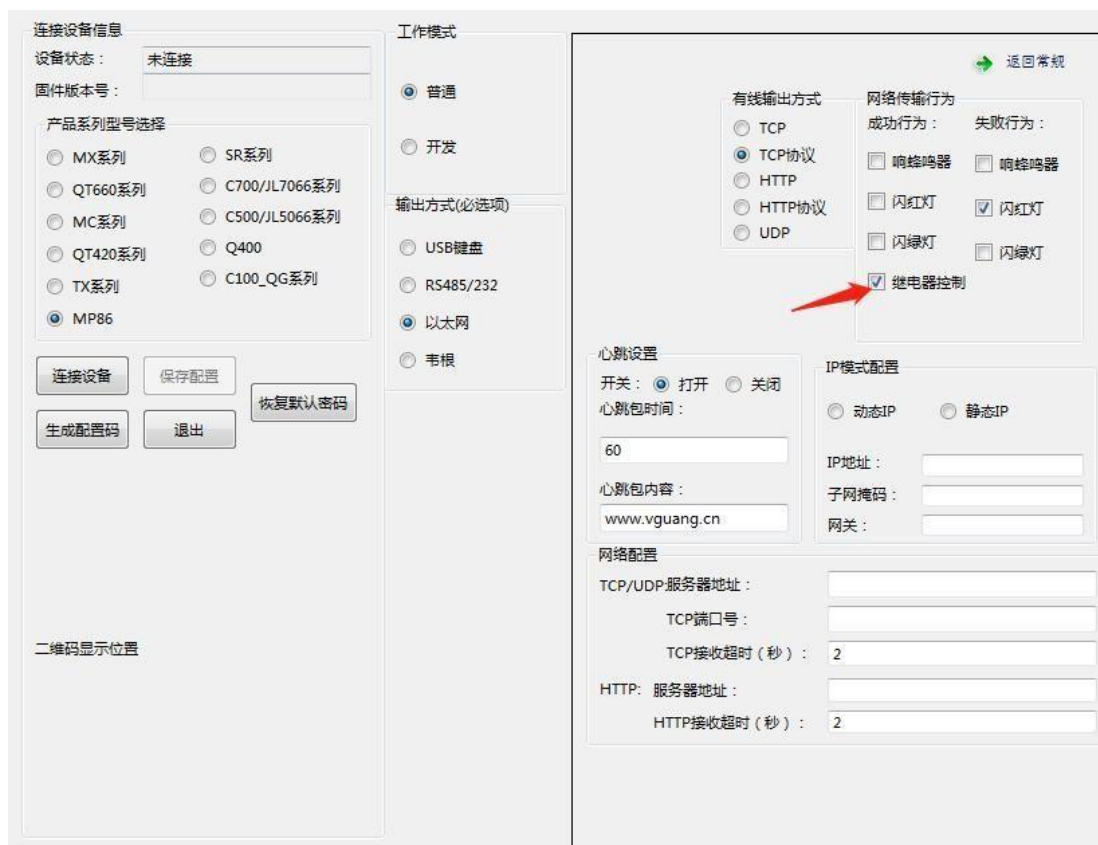 连接设备信息
设备状态： 未连接
固件版本号：
产品系列型号选择
MX系列 SR系列
QT660系列 C700/JL7066系列
MC系列 C500/JL5066系列
QT420系列 Q400
TX系列 C100_QG系列
MP86
连接设备 保存配置
恢复默认密码
生成配置码 退出
二维码显示位置
工作模式
普通
开发
输出方式(必选项)
USB键盘
RS485/232
以太网
韦根
返回常规
有线输出方式
TCP
TCP协议
HTTP
HTTP协议
UDP
网络传输行为
成功行为： 失败行为：
响蜂鸣器 响蜂鸣器
闪红灯 闪红灯
闪绿灯 闪绿灯
继电器控制
心跳设置
开关： 打开 关闭
心跳包时间：
60
心跳包内容：
www.vguang.cn
IP模式配置
动态IP 静态IP
IP地址：
子网掩码：
网关：
网络配置
TCP/UDP:服务器地址：
TCP端口号：
TCP接收超时（秒）： 2
HTTP: 服务器地址：
HTTP接收超时（秒）： 2